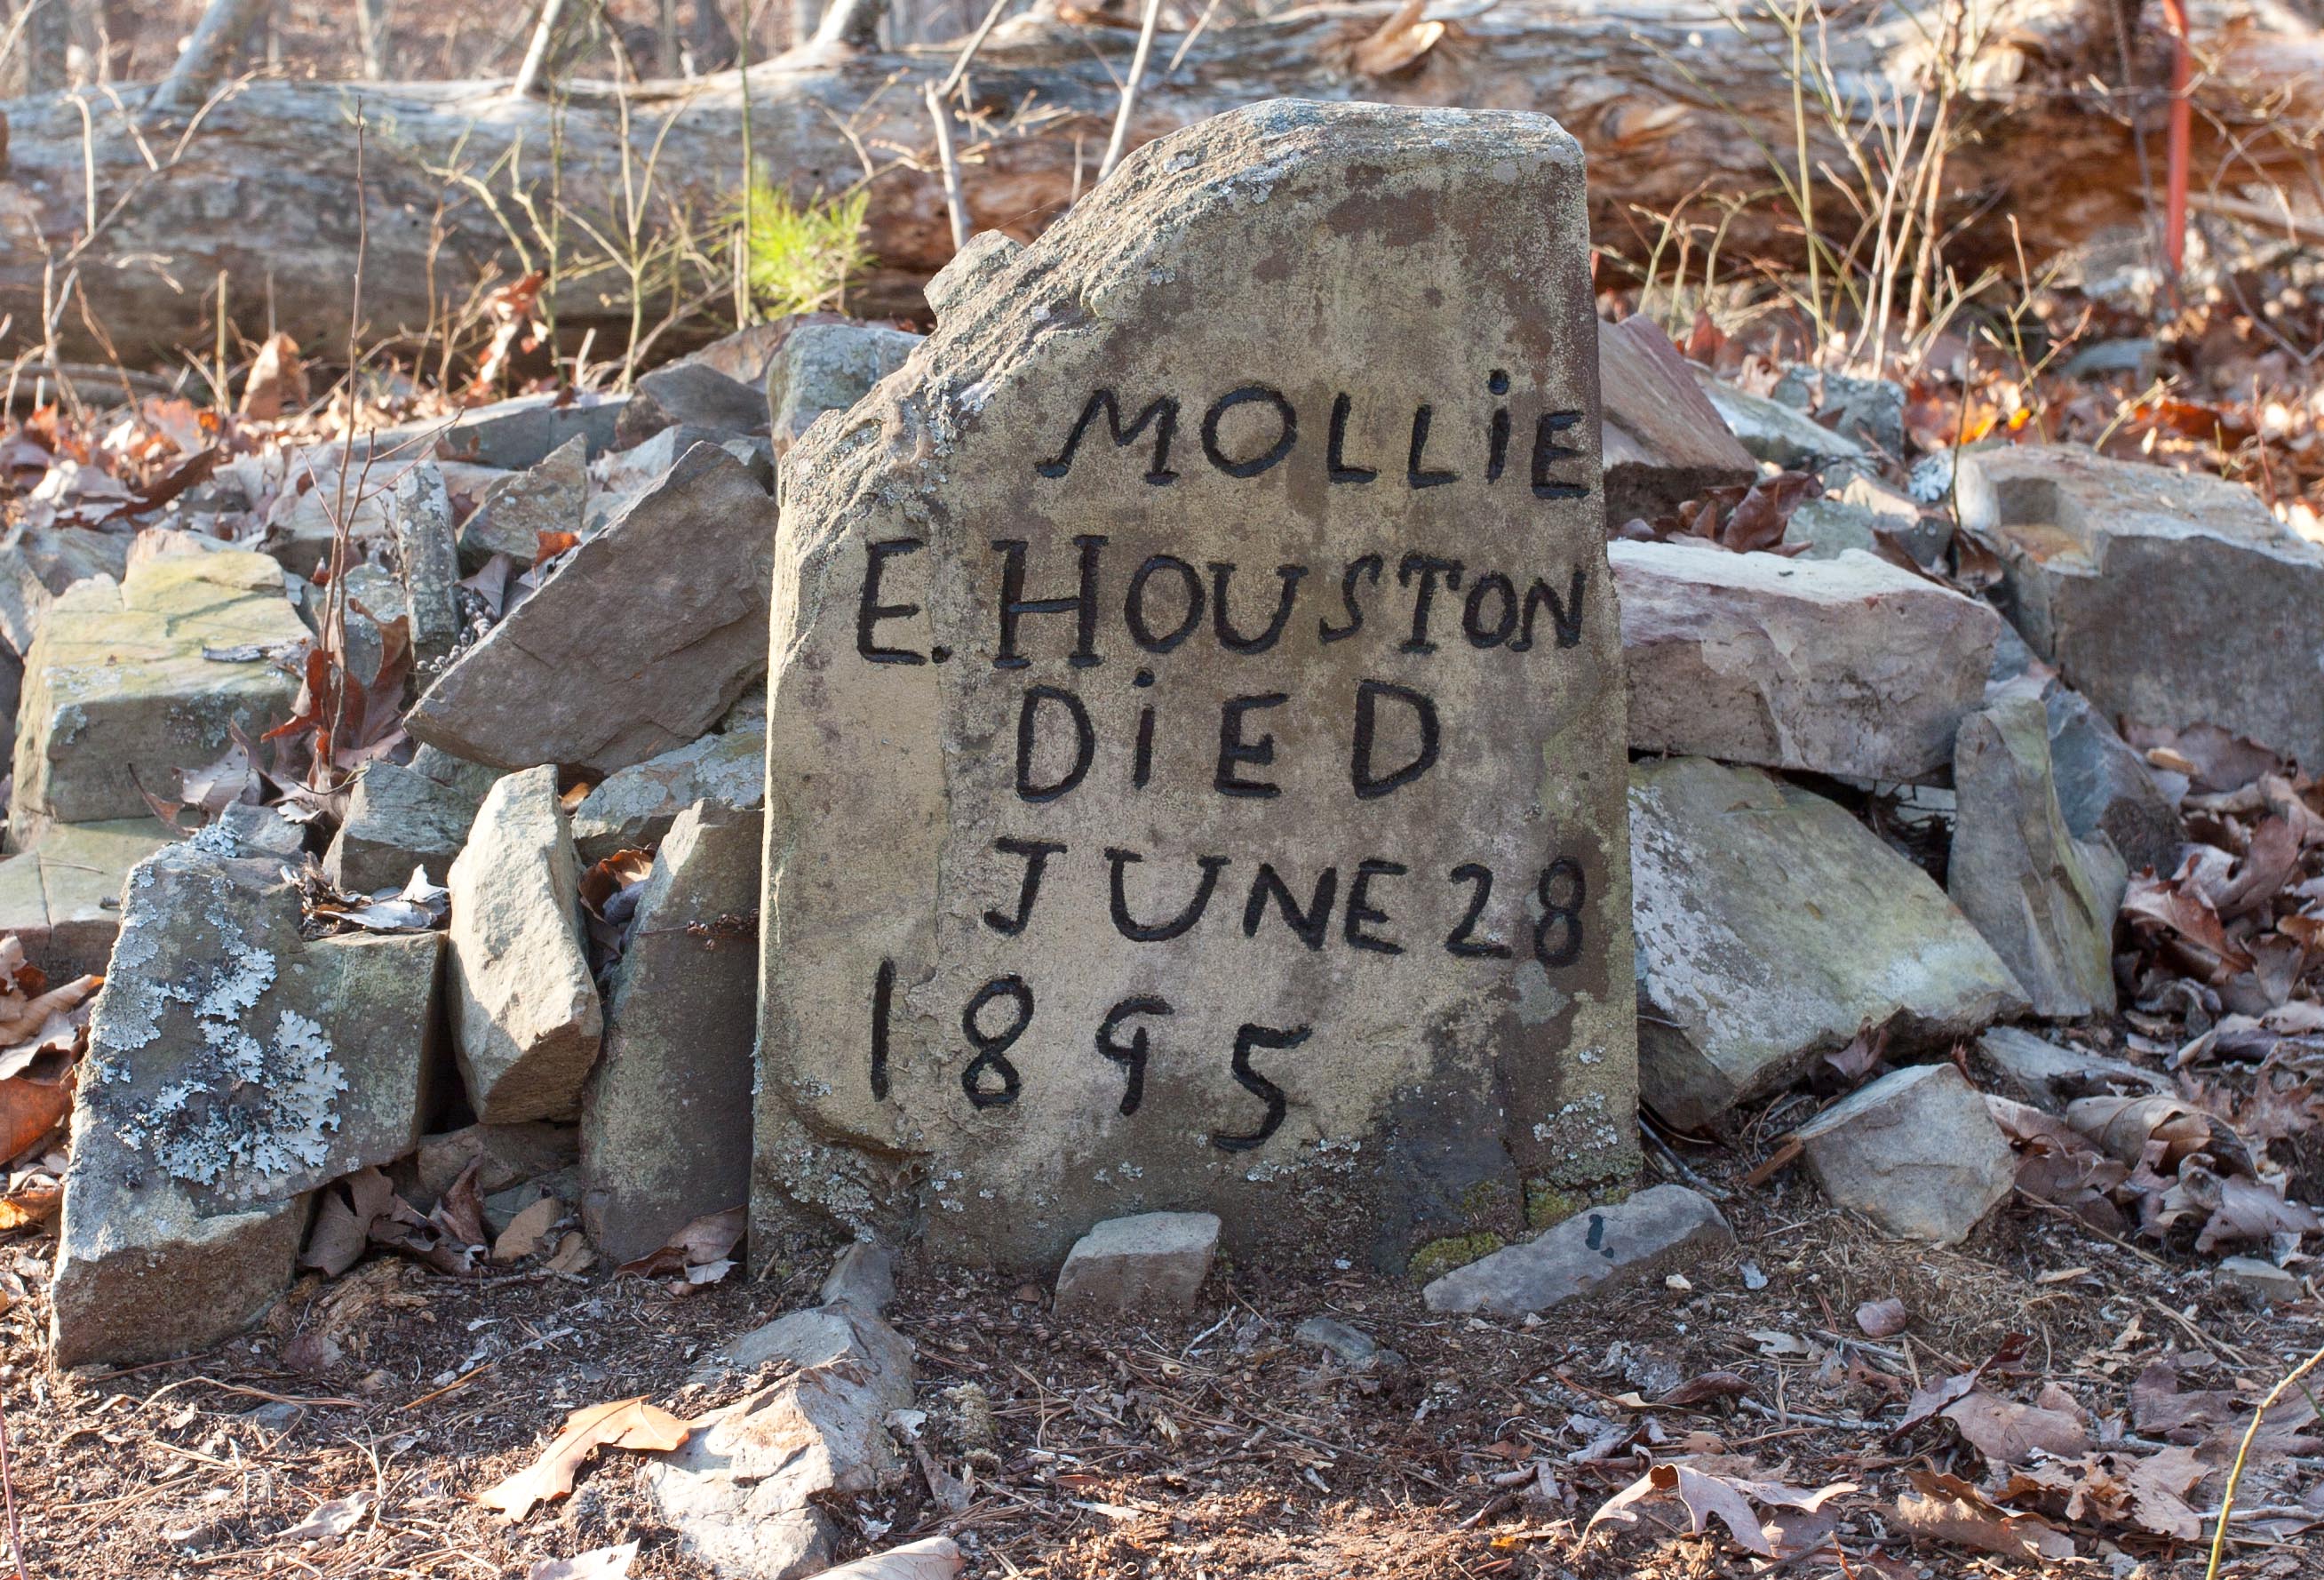 MOLLiE
E. HOUSTON
DiED
JUNE 28
1895